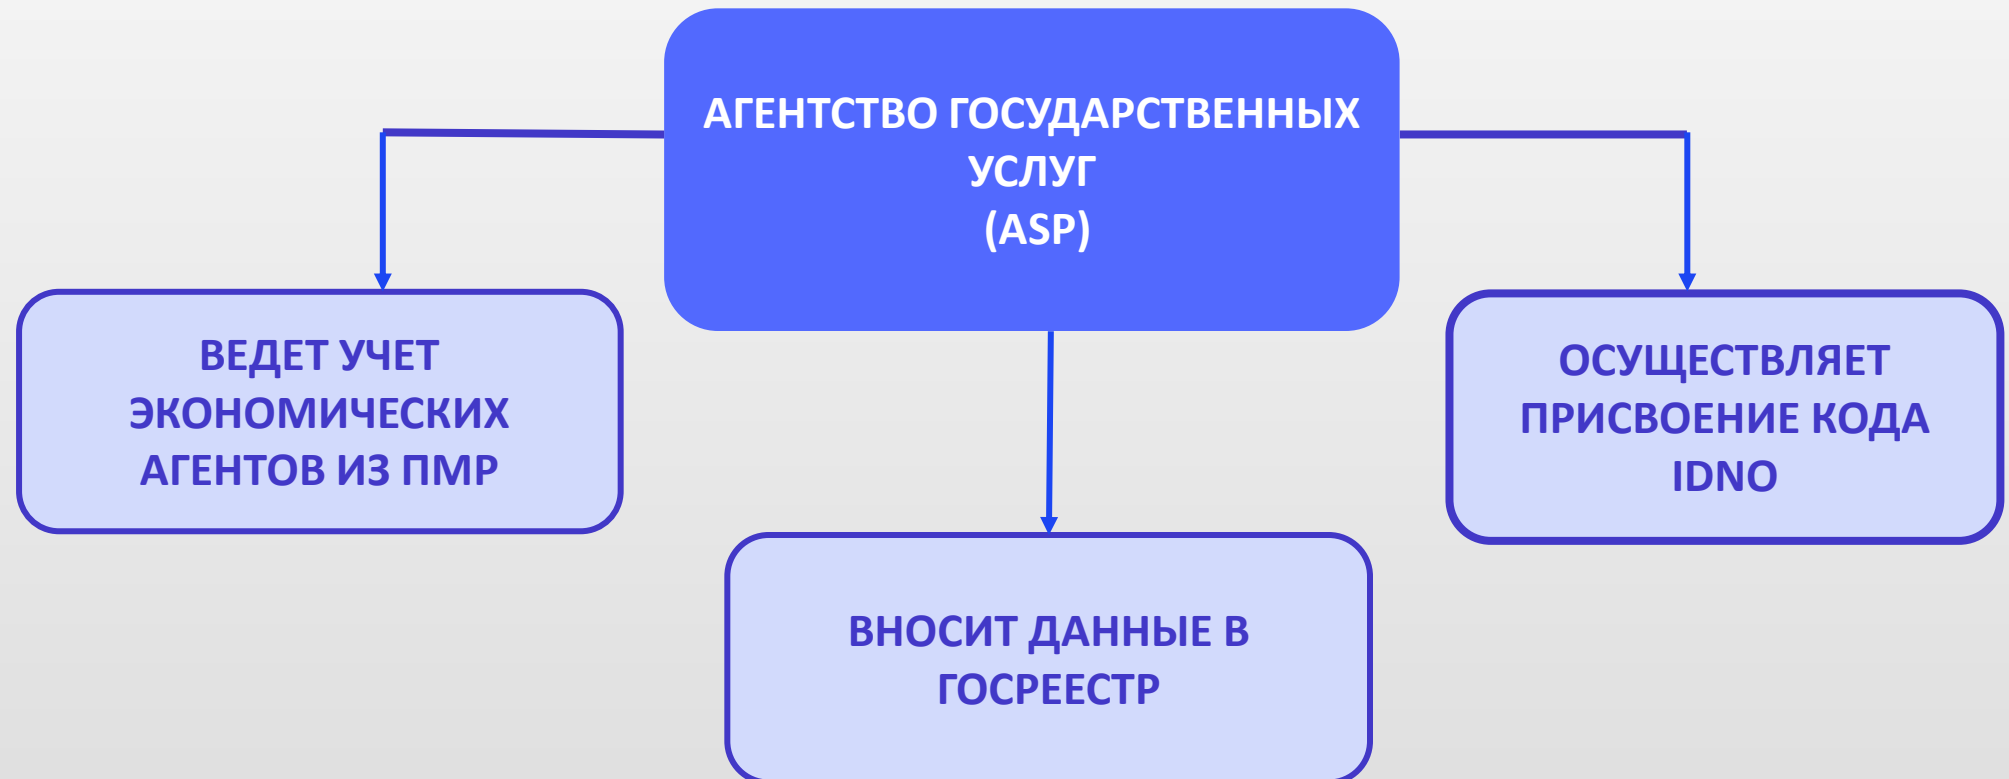 АГЕНТСТВО ГОСУДАРСТВЕННЫХ
УСЛУГ
(ASP)
ВЕДЕТ УЧЕТ
ЭКОНОМИЧЕСКИХ
АГЕНТОВ ИЗ ПМР
ВНОСИТ ДАННЫЕ В
ГОСРЕЕСТР
ОСУЩЕСТВЛЯЕТ
ПРИСВОЕНИЕ КОДА
IDNO